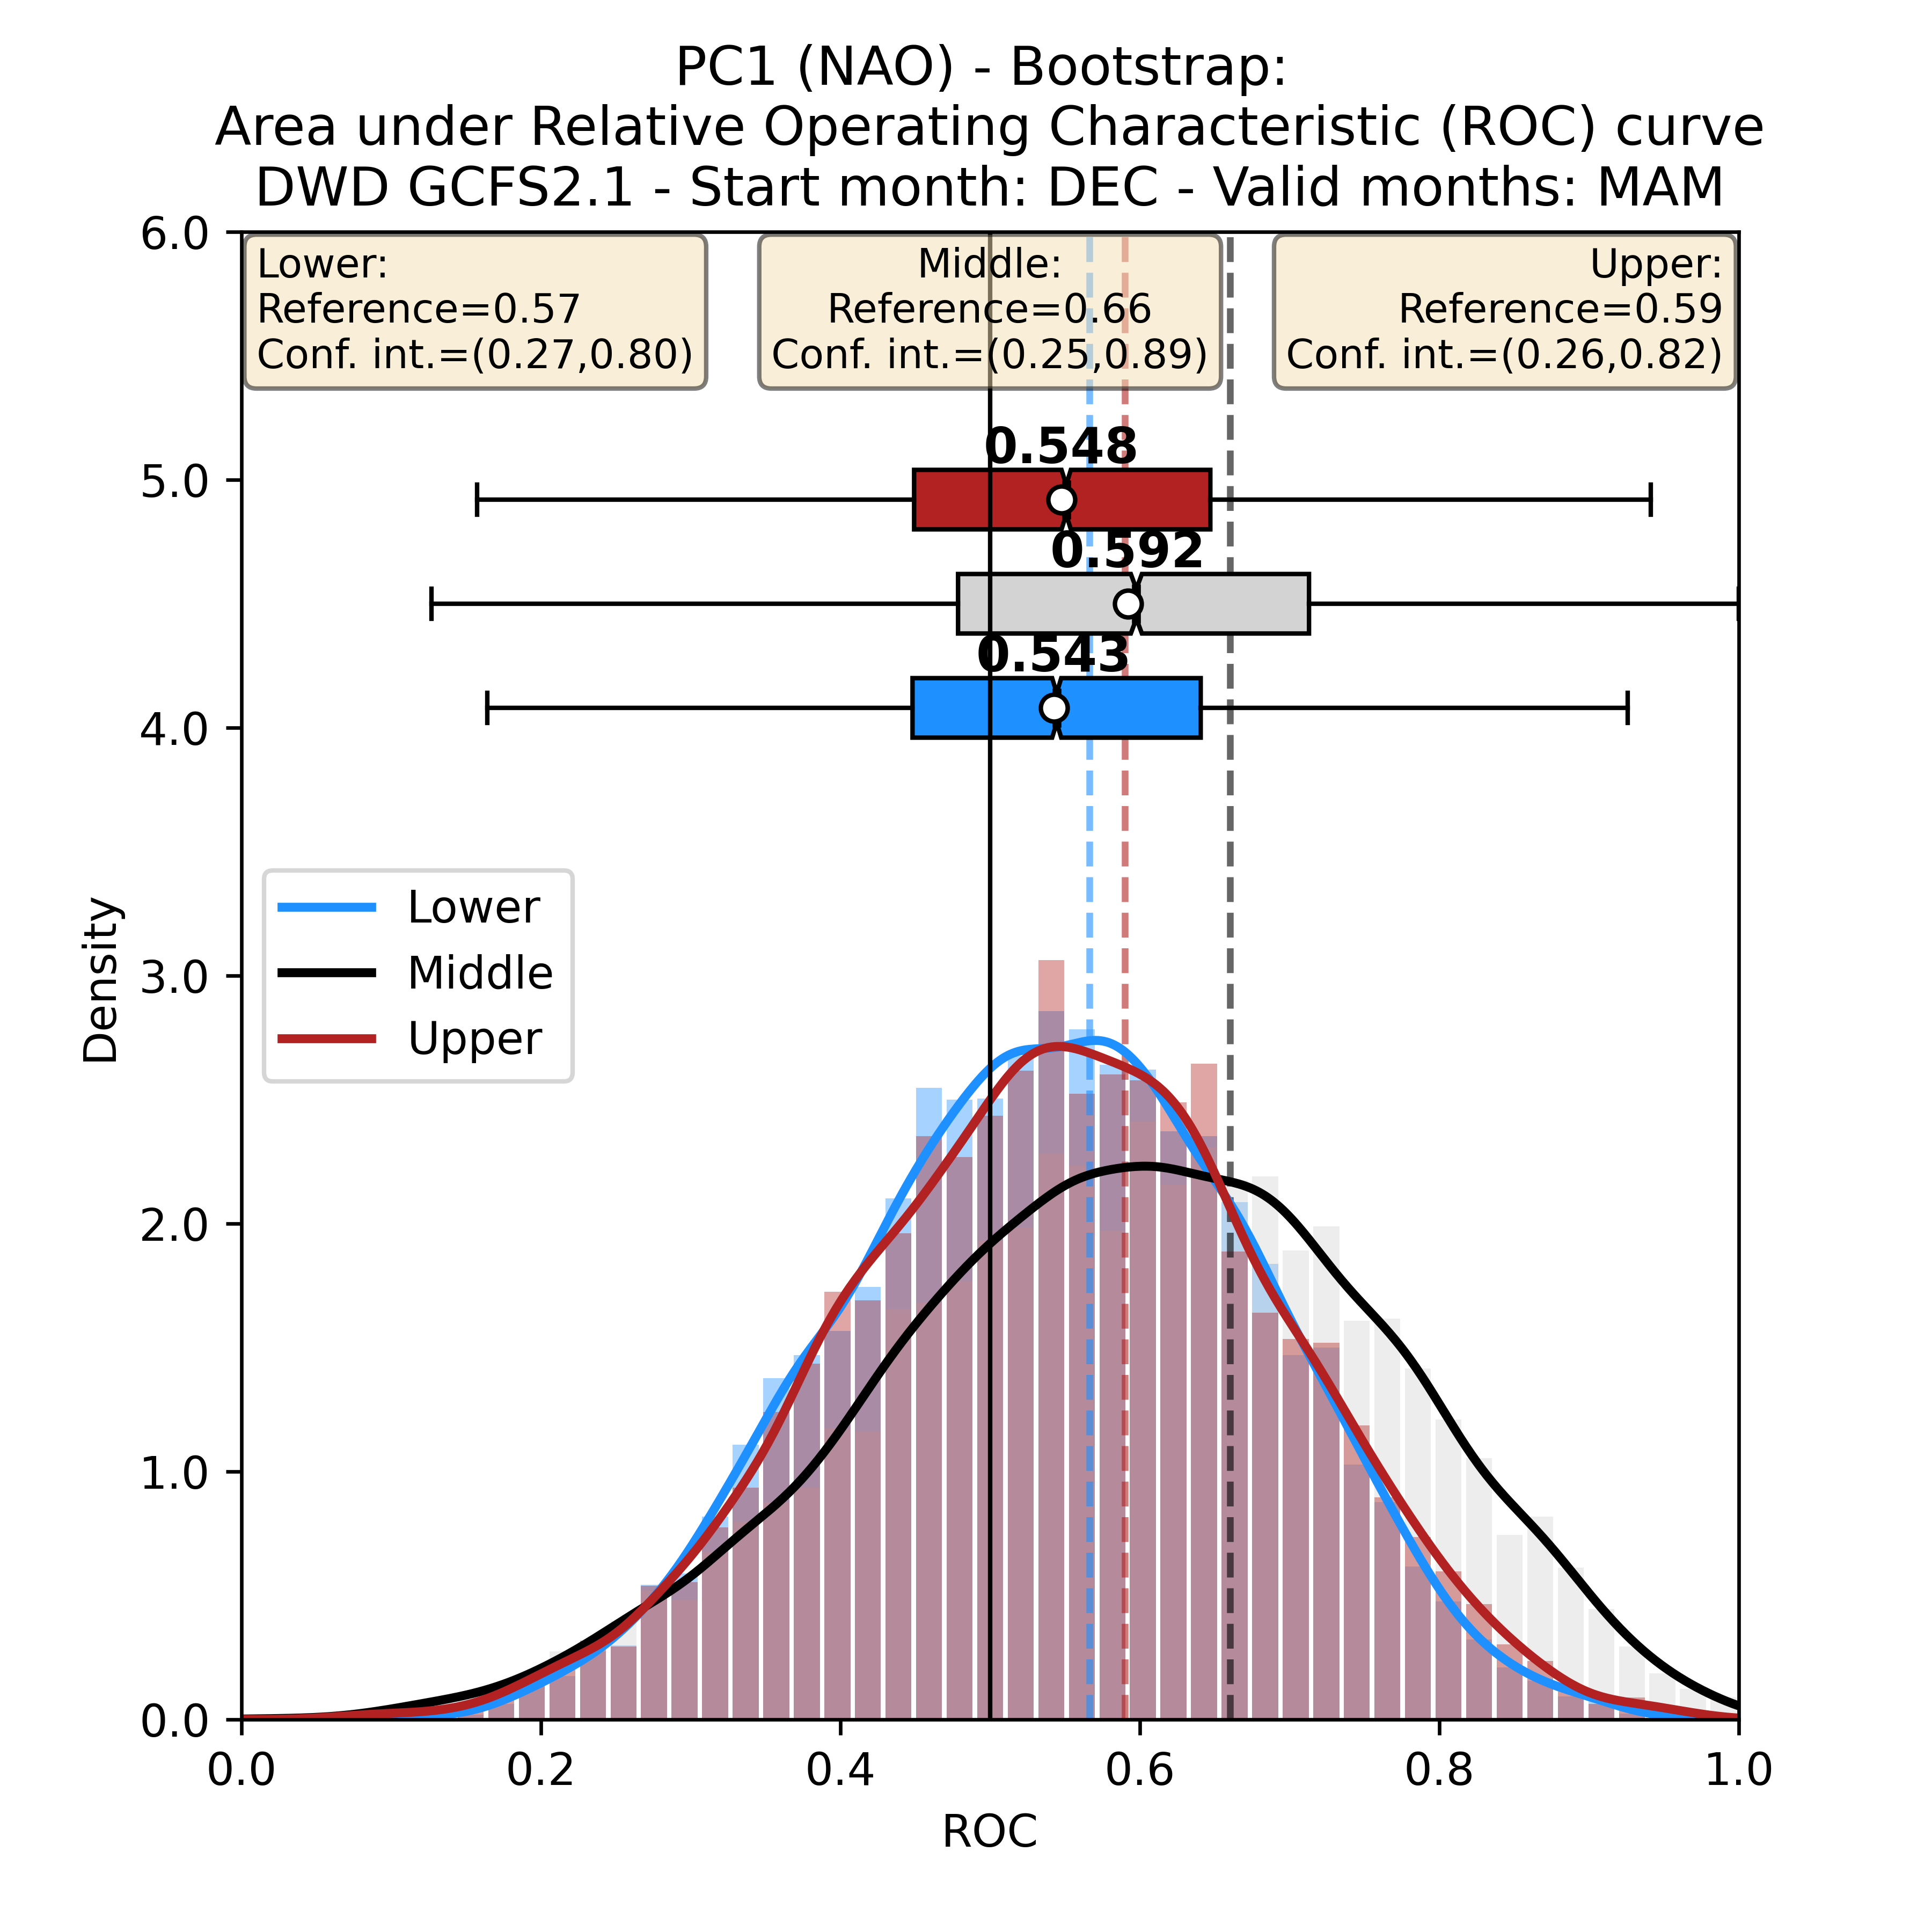 PC1 (NAO) - Bootstrap:
Area under Relative Operating Characteristic (ROC) curve
DWD GCFS2.1 - Start month: DEC - Valid months: MAM
6.0
Lower:
Reference=0.57
Conf. int.=(0.27,0.80)
Middle:
Reference=0.66
Conf. int.=(0.25,0.89)
Upper:
Reference=0.59
Conf. int.=(0.26,0.82)
0.548
5.0
0.592
0.543
4.0
Lower
Middle
Upper
Density
3.0
2.0
1.0
0.0
0.0
0.2
0.4
0.6
0.8
1.0
ROC